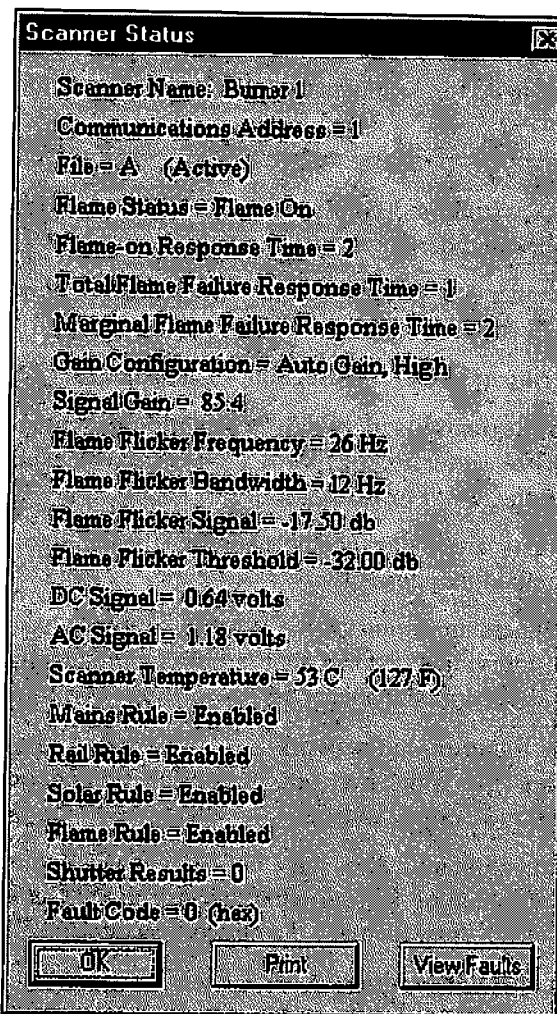 Scanner Status
Scanner Name: Burner 1
Communications Address = 1
File = A (Active)
Flame Status = Flame On
Flame-on Response Time = 2
Total Flame Failure Response Time = 1
Marginal Flame Failure Response Time = 2
Gain Configuration = Auto Gain, High
Signal Gain = 85.4
Flame Flicker Frequency = 26 Hz
Flame Flicker Bandwidth = 12 Hz
Flame Flicker Signal = -17.50 db
Flame Flicker Threshold = -32.00 db
DC Signal = 0.64 volts
AC Signal = 1.18 volts
Scanner Temperature = 53 C (127 F)
Mains Rule = Enabled
Rail Rule = Enabled
Solar Rule = Enabled
Flame Rule = Enabled
Shutter Results = 0
Fault Code = 0 (hex)
OK Print View Faults